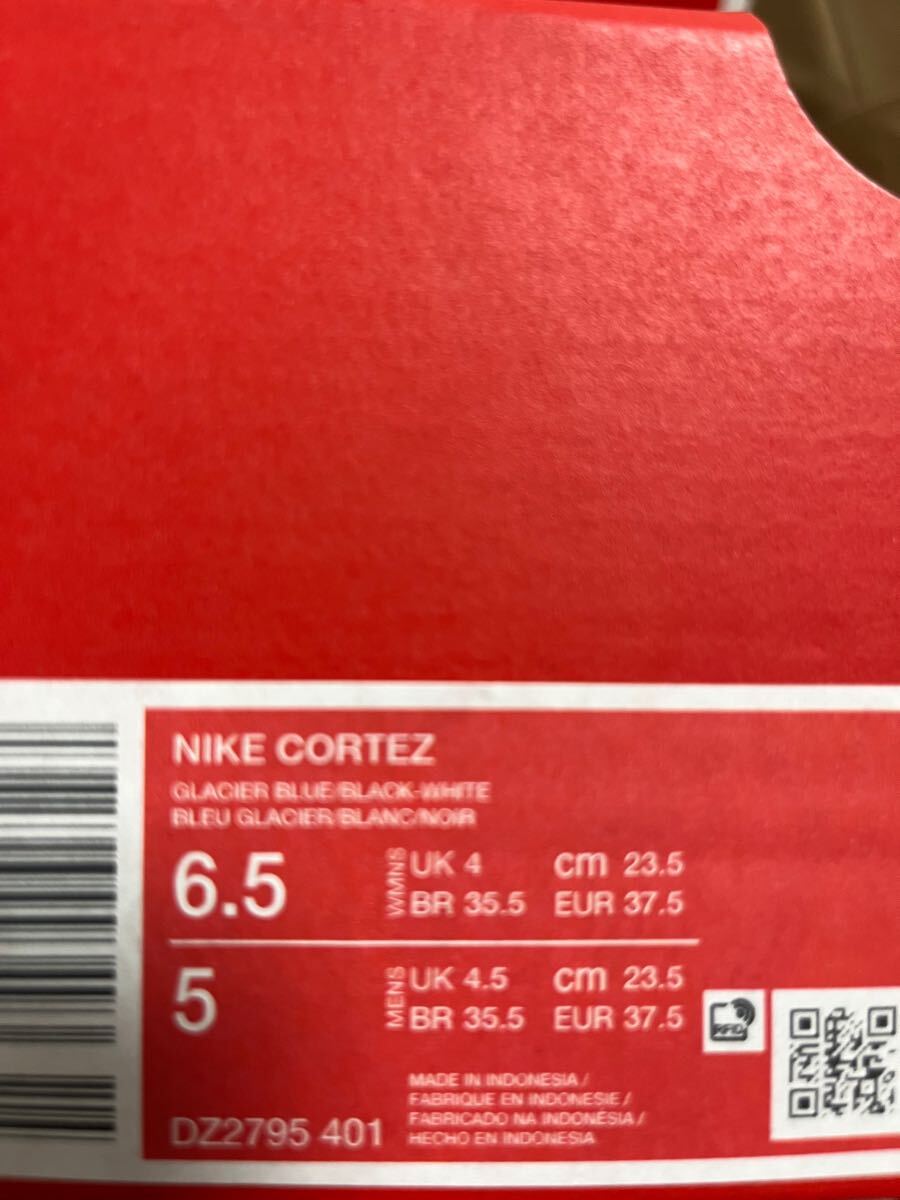 NIKE CORTEZ
GLACIER BLUE/BLACK-WHITE
BLEU GLACIER/BLANC/NOIR
6.5 WMNS UK 4 cm 23.5
BR 35.5 EUR 37.5
5 MENS UK 4.5 cm 23.5
BR 35.5 EUR 37.5
RFID
MADE IN INDONESIA /
FABRIQUE EN INDONESIE /
FABRICADO NA INDONÉSIA /
HECHO EN INDONESIA
DZ2795 401